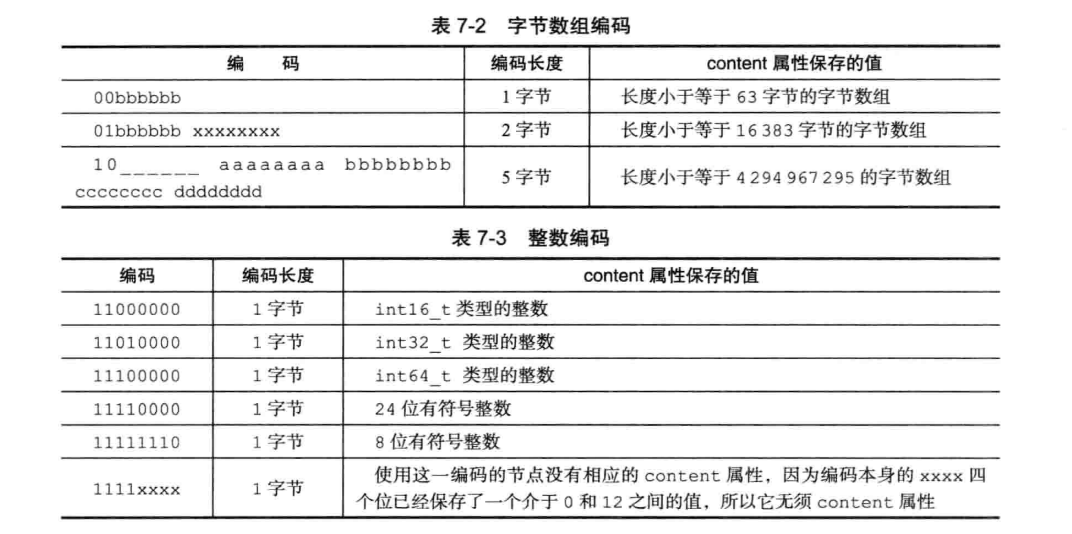 表 7-2 字节数组编码
编 码 编码长度 content 属性保存的值
00bbbbbb 1 字节 长度小于等于 63 字节的字节数组
01bbbbbb xxxxxxxx 2 字节 长度小于等于 16 383 字节的字节数组
10______ aaaaaaaa bbbbbbbb
cccccccc dddddddd 5 字节 长度小于等于 4 294 967 295 的字节数组
表 7-3 整数编码
编码 编码长度 content 属性保存的值
11000000 1 字节 int16_t 类型的整数
11010000 1 字节 int32_t 类型的整数
11100000 1 字节 int64_t 类型的整数
11110000 1 字节 24 位有符号整数
11111110 1 字节 8 位有符号整数
1111xxxx 1 字节 使用这一编码的节点没有相应的 content 属性，因为编码本身的 xxxx 四
个位已经保存了一个介于 0 和 12 之间的值，所以它无须 content 属性